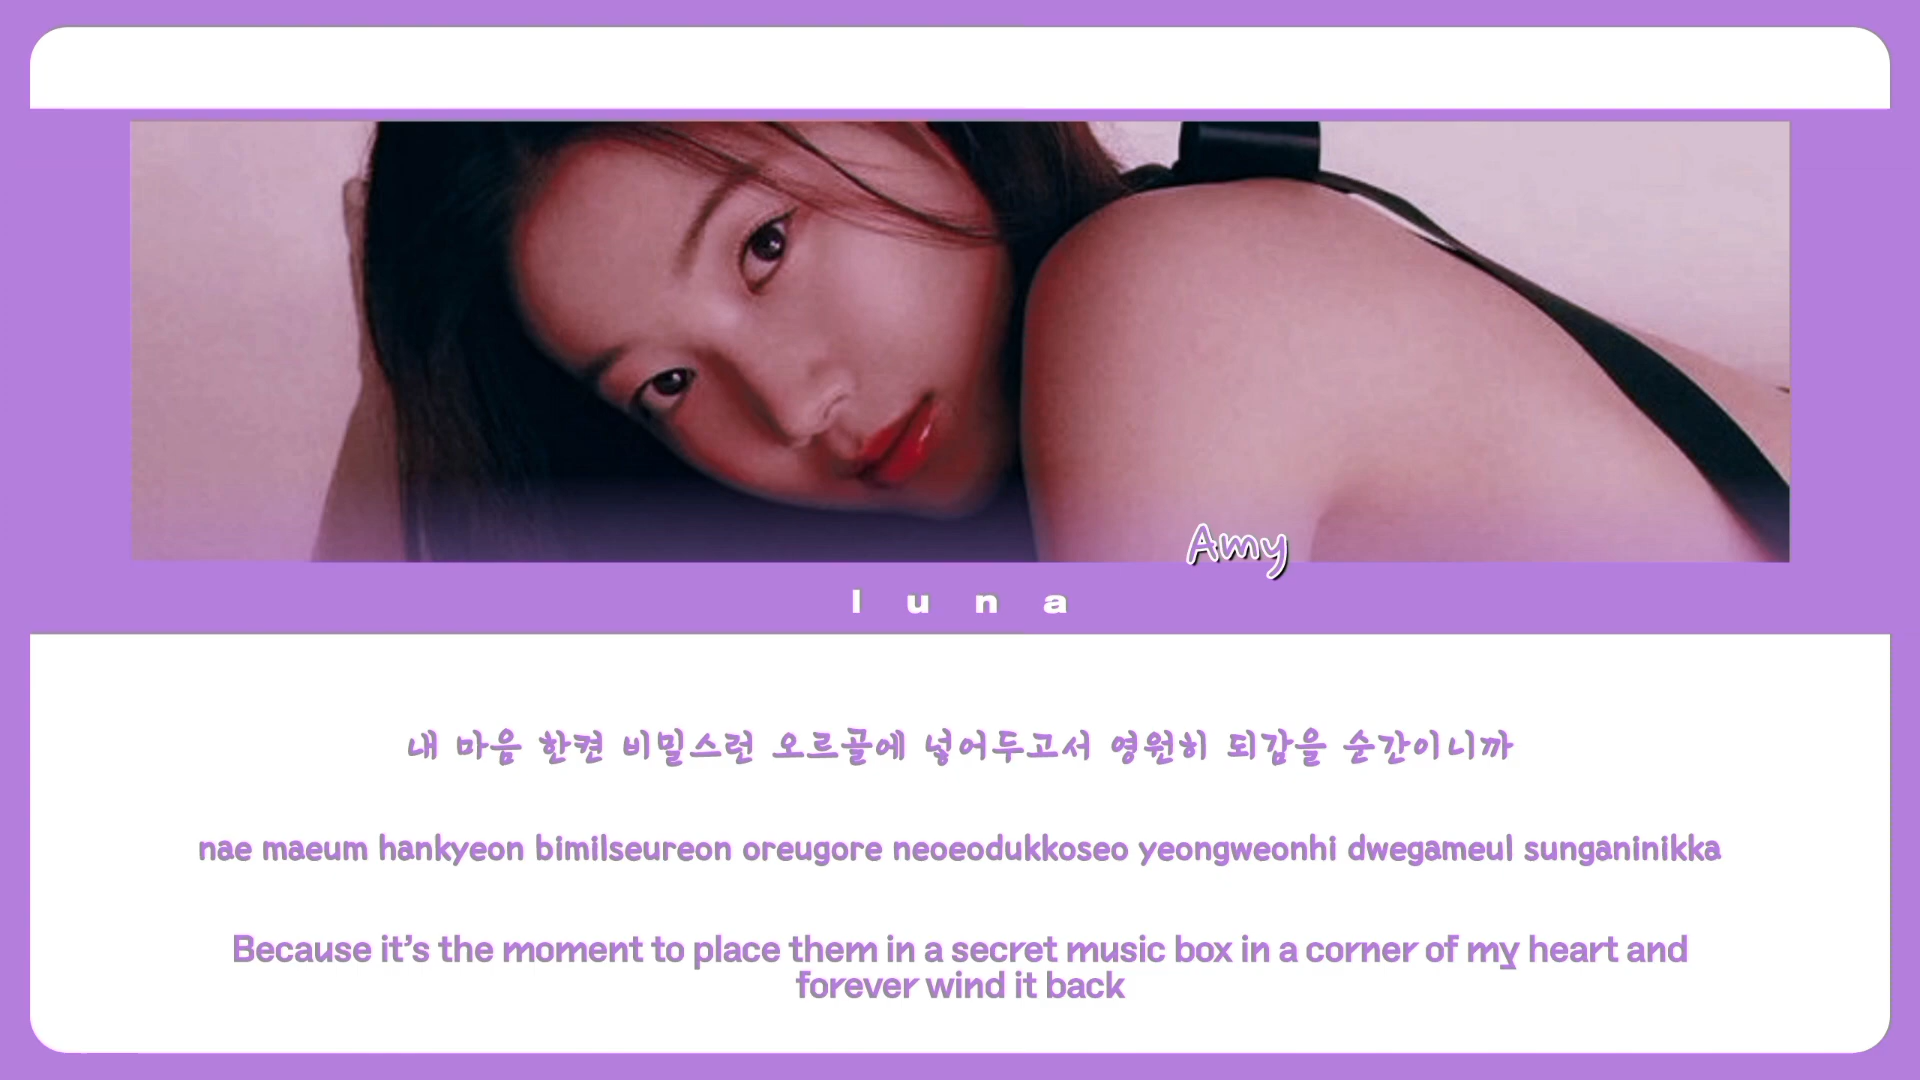 Amy
luna
내 마음 한켠 비밀스런 오르골에 넣어두고서 영원히 되감을 순간이니까
nae maeum hankyeon bimilseureon oreugore neoeodukkoseo yeongweonhi dwegameul sunganinikka
Because it’s the moment to place them in a secret music box in a corner of my heart and
forever wind it back